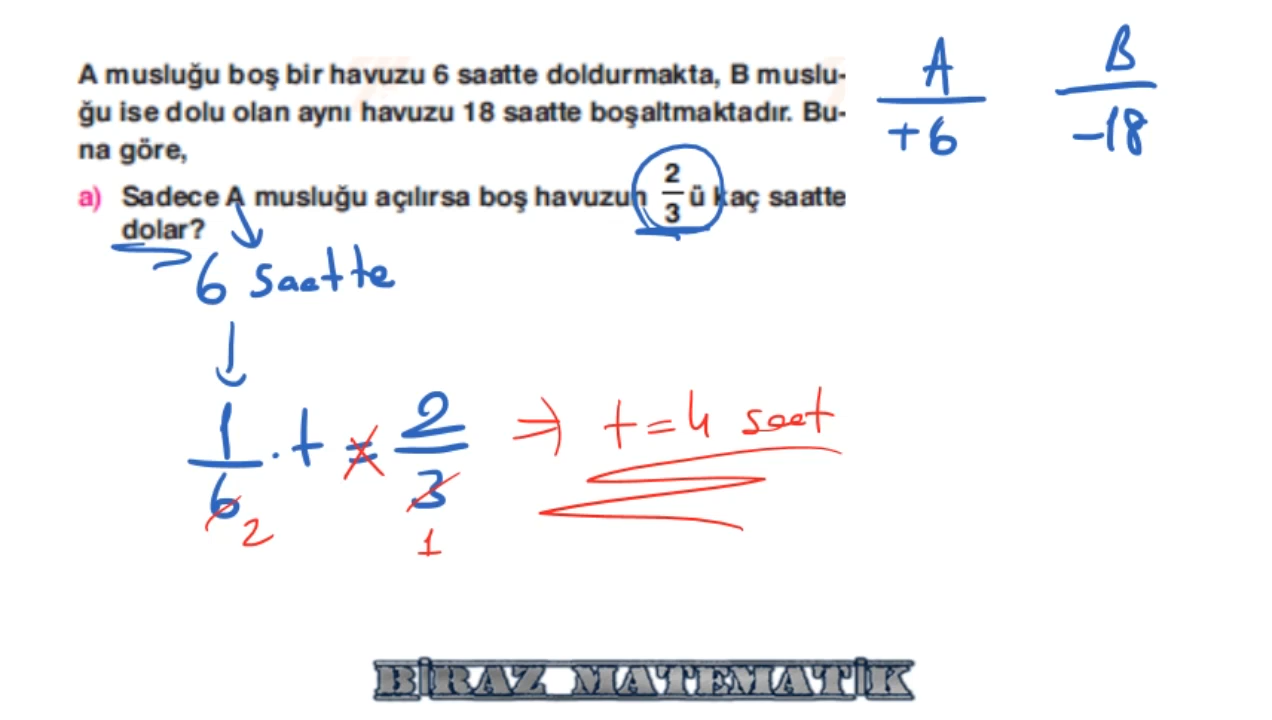 A musluğu boş bir havuzu 6 saatte doldurmakta, B muslu-
ğu ise dolu olan aynı havuzu 18 saatte boşaltmaktadır. Bu-
na göre,
a) Sadece A musluğu açılırsa boş havuzun 2/3 ü kaç saatte
dolar?
A B
+6 -18
6 saatte
1/6 . t = 2/3 ⇒ t = 4 saat
2 1
BİRAZ MATEMATİK